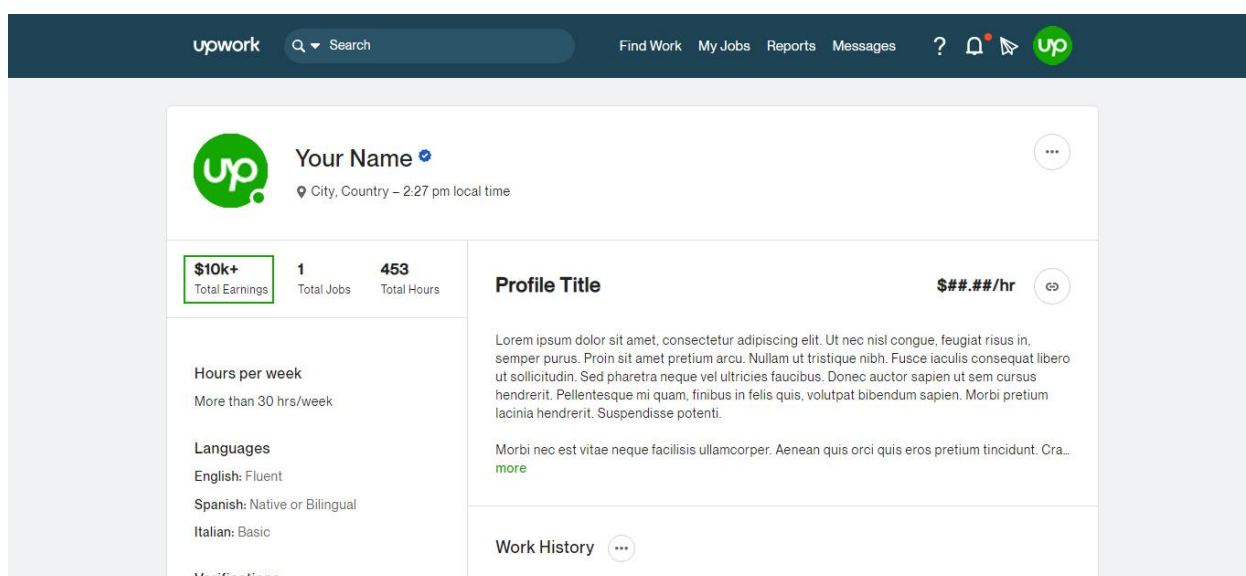 upwork Search Find Work My Jobs Reports Messages ? up
up
Your Name
City, Country – 2:27 pm local time
...
$10k+ 1 453
Total Earnings Total Jobs Total Hours
Profile Title $##.##/hr
Lorem ipsum dolor sit amet, consectetur adipiscing elit. Ut nec nisl congue, feugiat risus in,
semper purus. Proin sit amet pretium arcu. Nullam ut tristique nibh. Fusce iaculis consequat libero
ut sollicitudin. Sed pharetra neque vel ultricies faucibus. Donec auctor sapien ut sem cursus
hendrerit. Pellentesque mi quam, finibus in felis quis, volutpat bibendum sapien. Morbi pretium
lacinia hendrerit. Suspendisse potenti.
Morbi nec est vitae neque facilisis ullamcorper. Aenean quis orci quis eros pretium tincidunt. Cra...
more
Hours per week
More than 30 hrs/week
Languages
English: Fluent
Spanish: Native or Bilingual
Italian: Basic
Work History ...